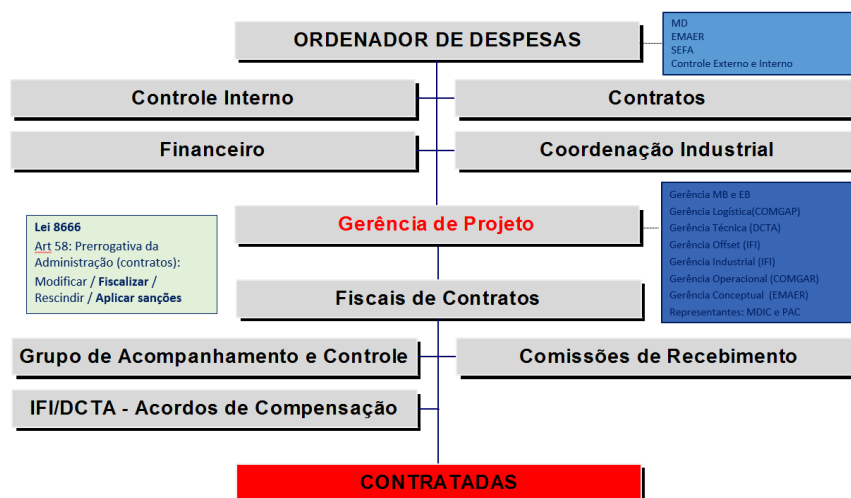 ORDENADOR DE DESPESAS
MD
EMAER
SEFA
Controle Externo e Interno
Controle Interno
Contratos
Financeiro
Coordenação Industrial
Gerência de Projeto
Gerência MB e EB
Gerência Logística(COMGAP)
Gerência Técnica (DCTA)
Gerência Offset (IFI)
Gerência Industrial (IFI)
Gerência Operacional (COMGAR)
Gerência Conceptual (EMAER)
Representantes: MDIC e PAC
Lei 8666
Art 58: Prerrogativa da
Administração (contratos):
Modificar / Fiscalizar /
Rescindir / Aplicar sanções
Fiscais de Contratos
Grupo de Acompanhamento e Controle
Comissões de Recebimento
IFI/DCTA - Acordos de Compensação
CONTRATADAS